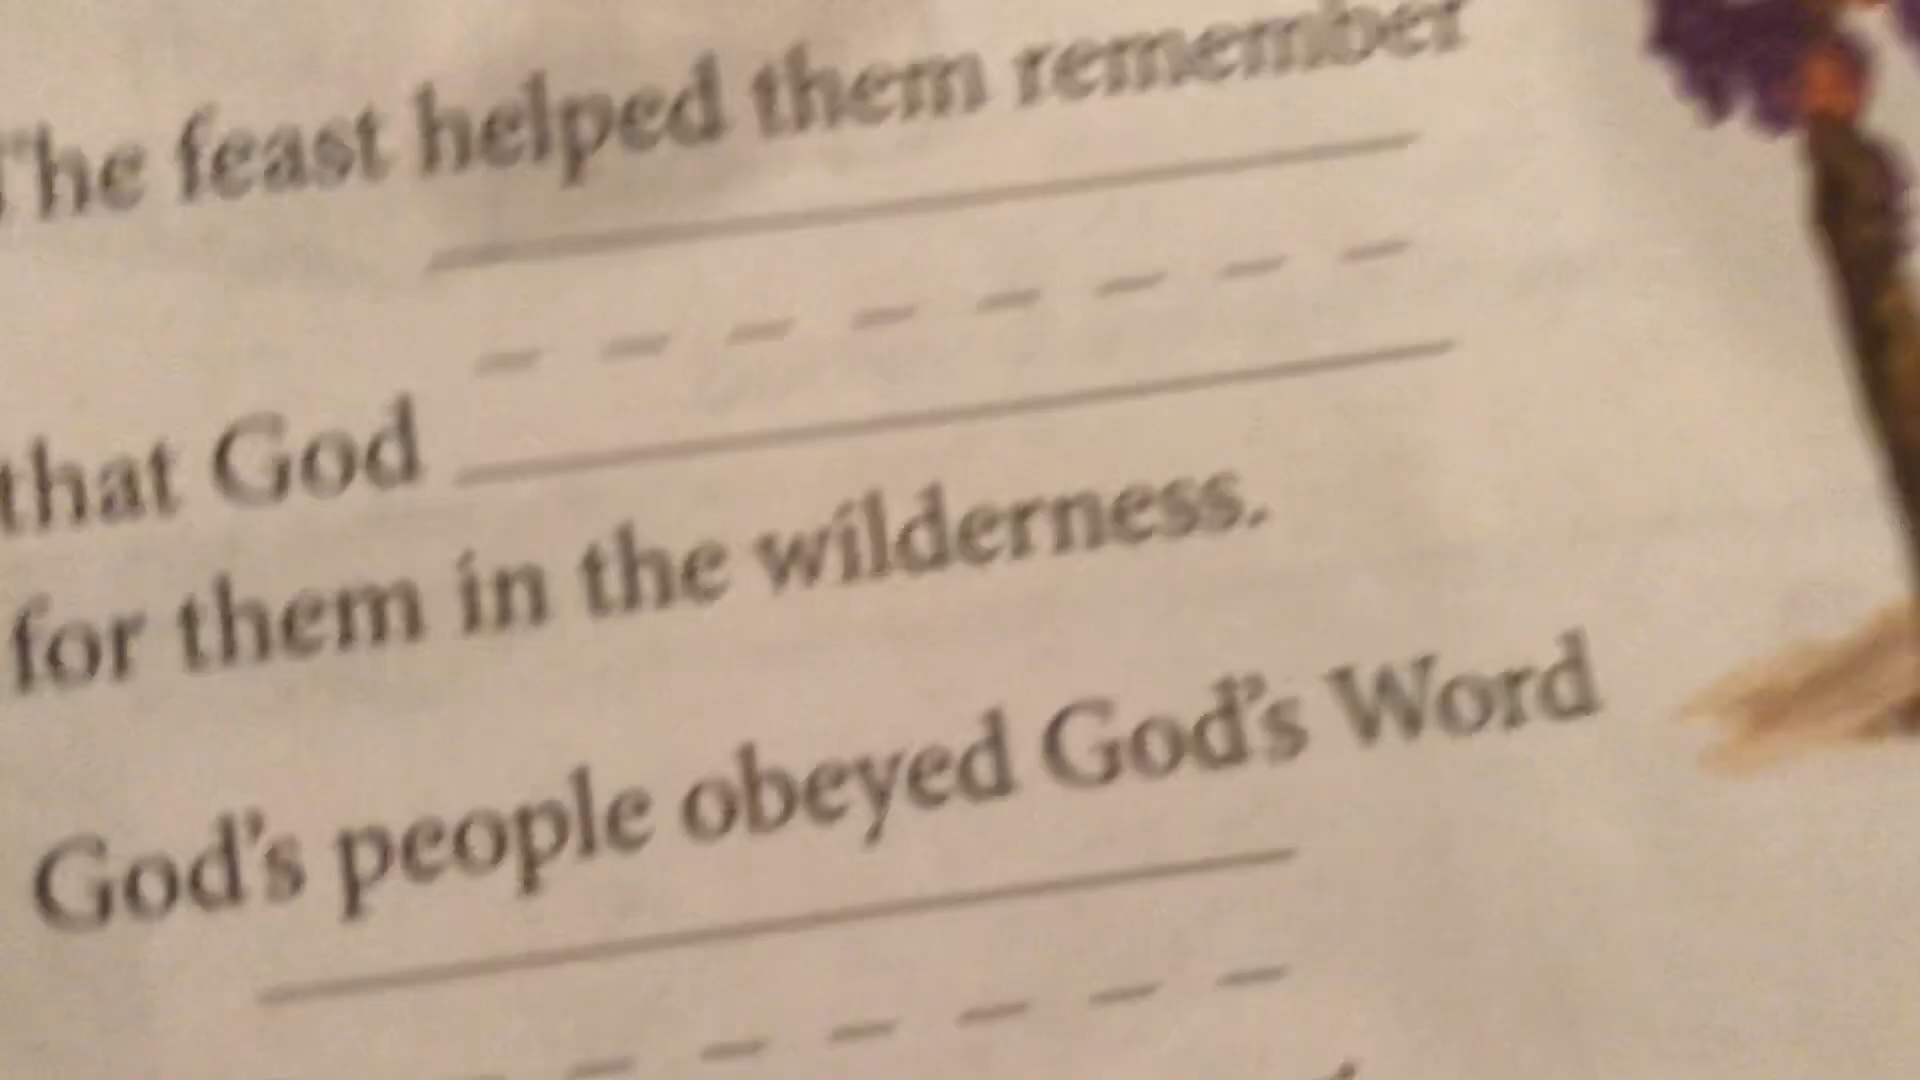 The feast helped them remember
that God
for them in the wilderness.
God's people obeyed God's Word